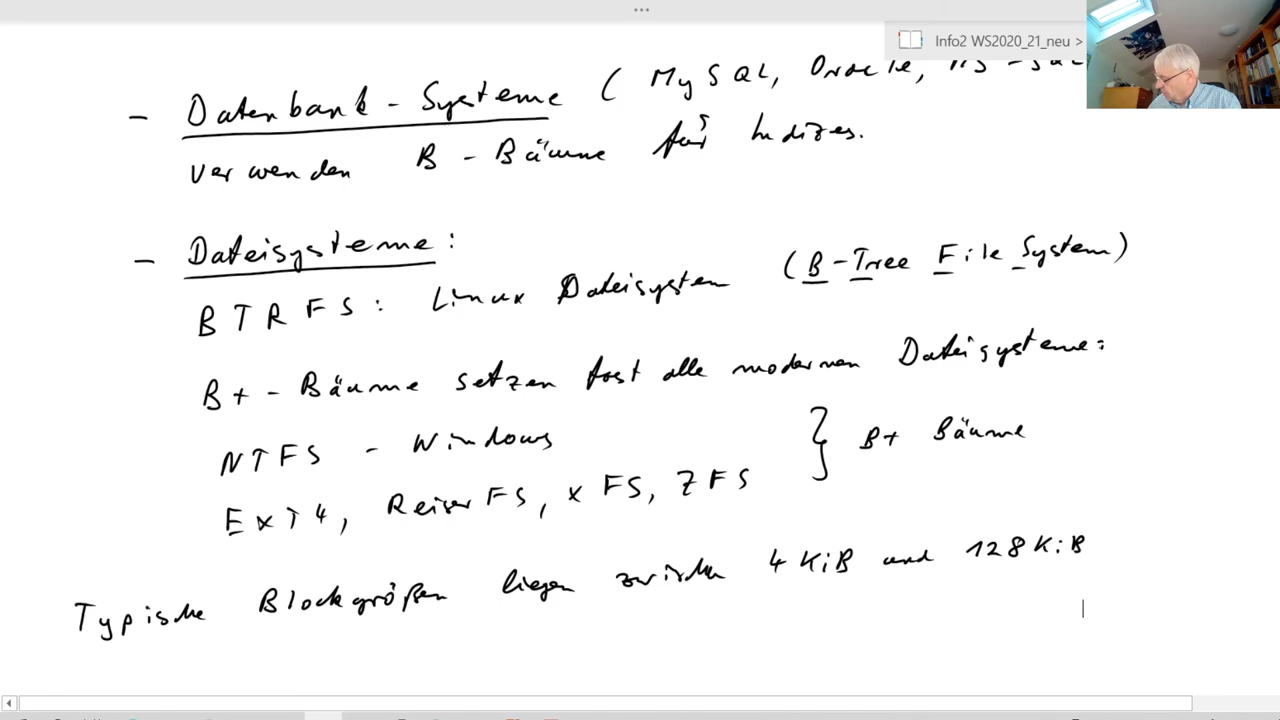 Info2 WS2020_21_neu >
- Datenbank-Systeme (MySQL, Oracle, MS-SQL
verwenden B-Bäume für Indizes.
- Dateisysteme:
BTRFS: Linux Dateisystem (B-Tree File System)
B+-Bäume setzen fast alle modernen Dateisysteme:
NTFS - Windows
} B+ Bäume
ExT4, ReiserFS, xFS, ZFS
Typische Blockgrößen liegen zwischen 4 KiB und 128 KiB